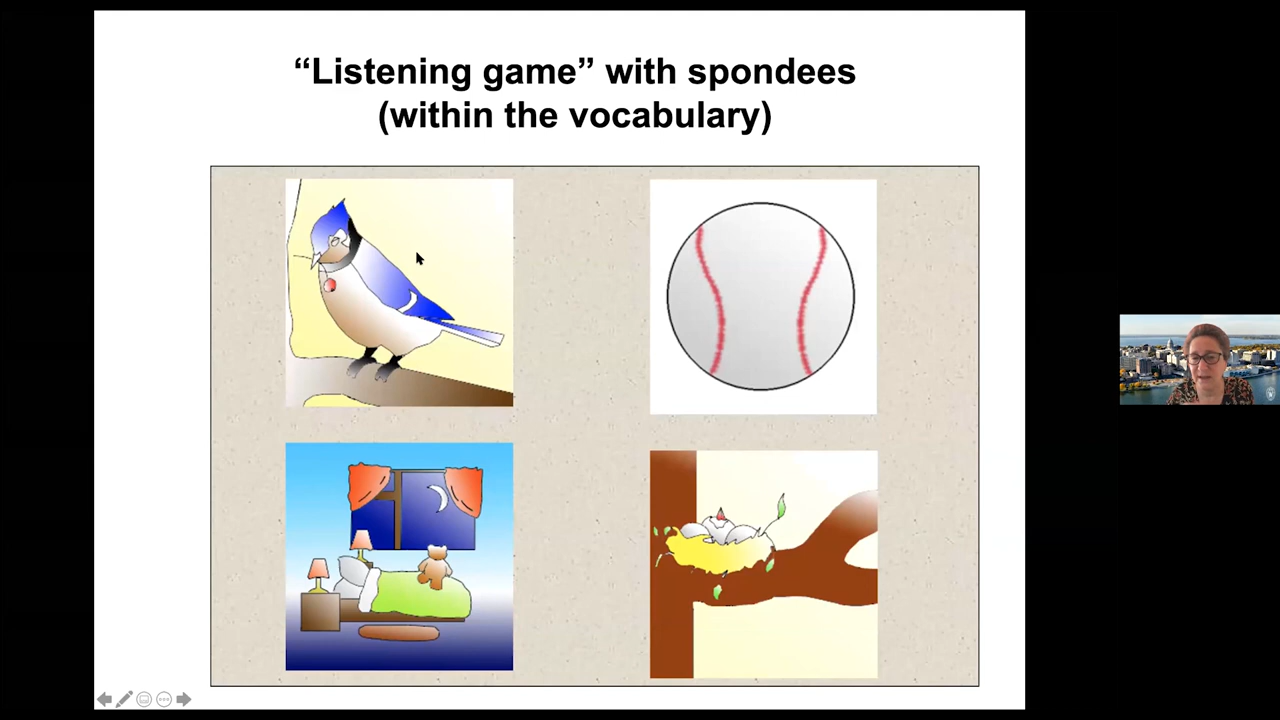 “Listening game” with spondees
(within the vocabulary)